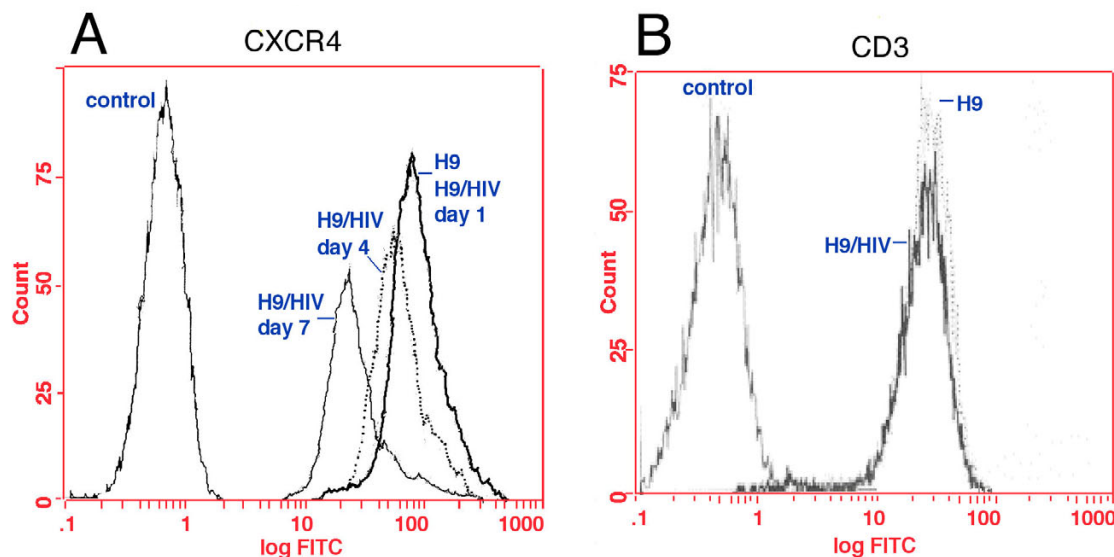 A
CXCR4
control
H9
H9/HIV
day 1
H9/HIV
day 4
H9/HIV
day 7
75
50
25
0
Count
.1
1
10
100
1000
log FITC
B
CD3
control
H9
H9/HIV
75
50
25
0
Count
.1
1
10
100
1000
log FITC